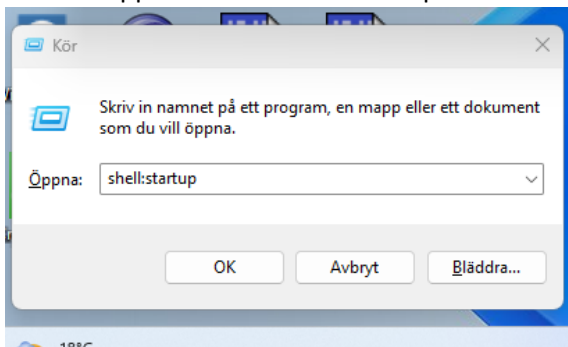 Kör
Skriv in namnet på ett program, en mapp eller ett dokument
som du vill öppna.
Öppna: shell:startup
OK Avbryt Bläddra...